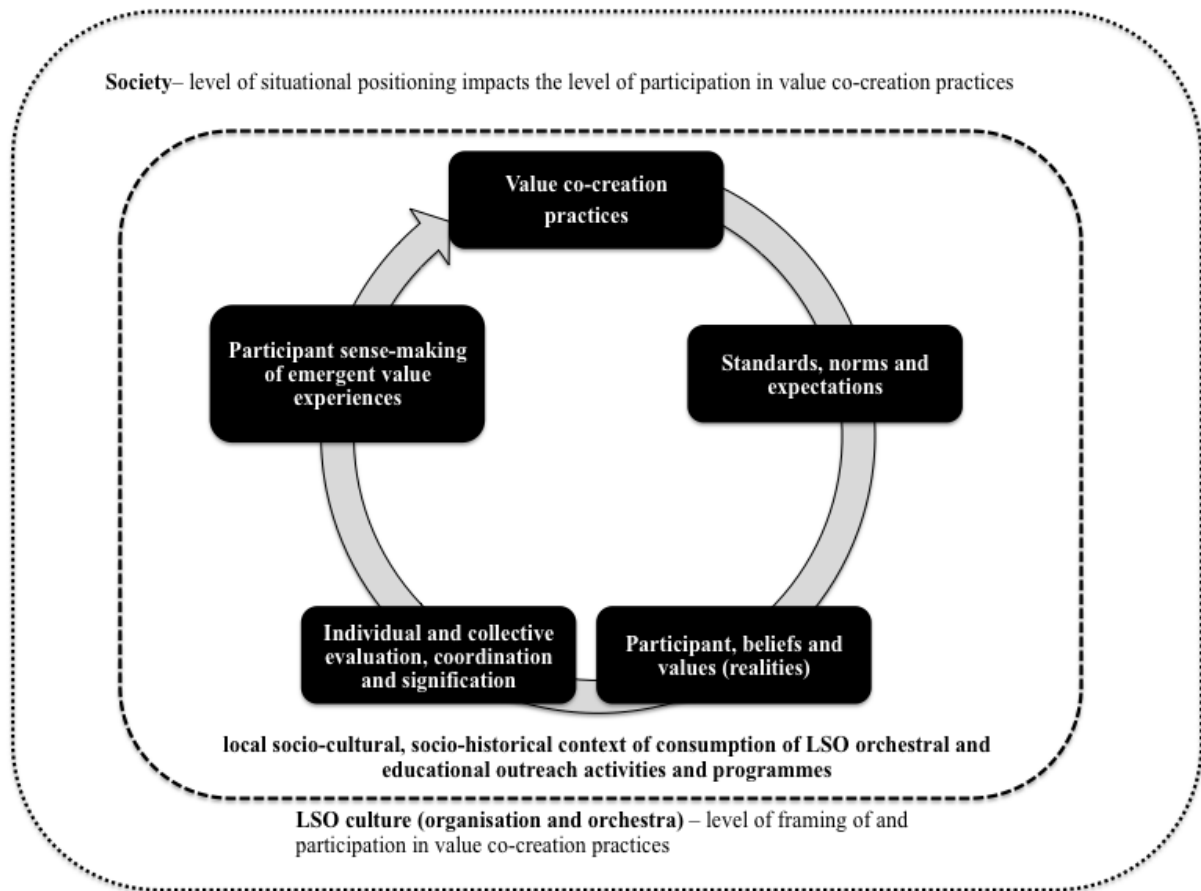 Society– level of situational positioning impacts the level of participation in value co-creation practices
Value co-creation
practices
Standards, norms and
expectations
Participant, beliefs and
values (realities)
Individual and collective
evaluation, coordination
and signification
Participant sense-making
of emergent value
experiences
local socio-cultural, socio-historical context of consumption of LSO orchestral and
educational outreach activities and programmes
LSO culture (organisation and orchestra) – level of framing of and
participation in value co-creation practices